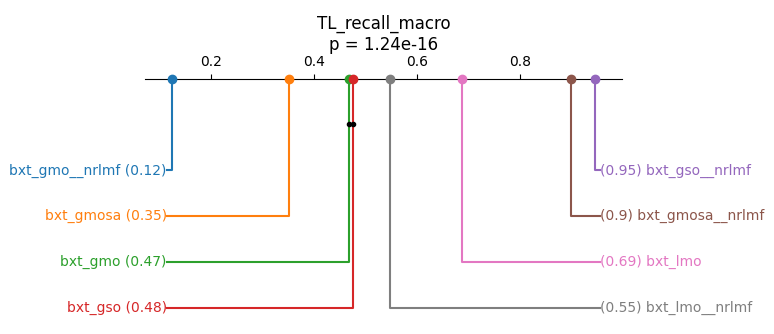 TL_recall_macro
p = 1.24e-16
0.2 0.4 0.6 0.8
bxt_gmo__nrlmf (0.12) (0.95) bxt_gso__nrlmf
bxt_gmosa (0.35) (0.9) bxt_gmosa__nrlmf
bxt_gmo (0.47) (0.69) bxt_lmo
bxt_gso (0.48) (0.55) bxt_lmo__nrlmf